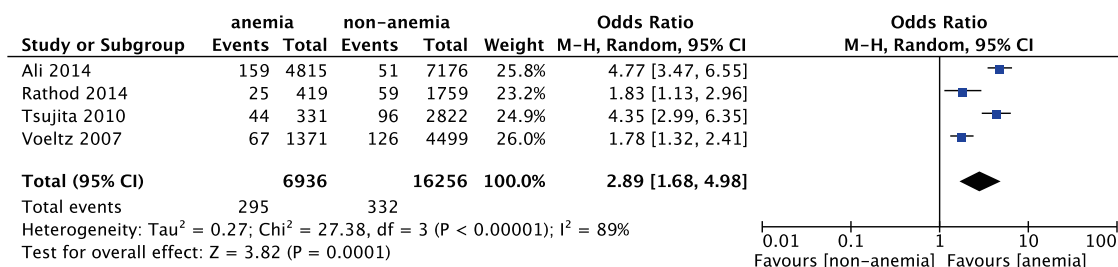 anemia non-anemia Odds Ratio Odds Ratio
Study or Subgroup Events Total Events Total Weight M-H, Random, 95% CI M-H, Random, 95% CI
Ali 2014 159 4815 51 7176 25.8% 4.77 [3.47, 6.55]
Rathod 2014 25 419 59 1759 23.2% 1.83 [1.13, 2.96]
Tsujita 2010 44 331 96 2822 24.9% 4.35 [2.99, 6.35]
Voeltz 2007 67 1371 126 4499 26.0% 1.78 [1.32, 2.41]
Total (95% CI) 6936 16256 100.0% 2.89 [1.68, 4.98]
Total events 295 332
Heterogeneity: Tau² = 0.27; Chi² = 27.38, df = 3 (P < 0.00001); I² = 89%
Test for overall effect: Z = 3.82 (P = 0.0001)
0.01 0.1 1 10 100
Favours [non-anemia] Favours [anemia]